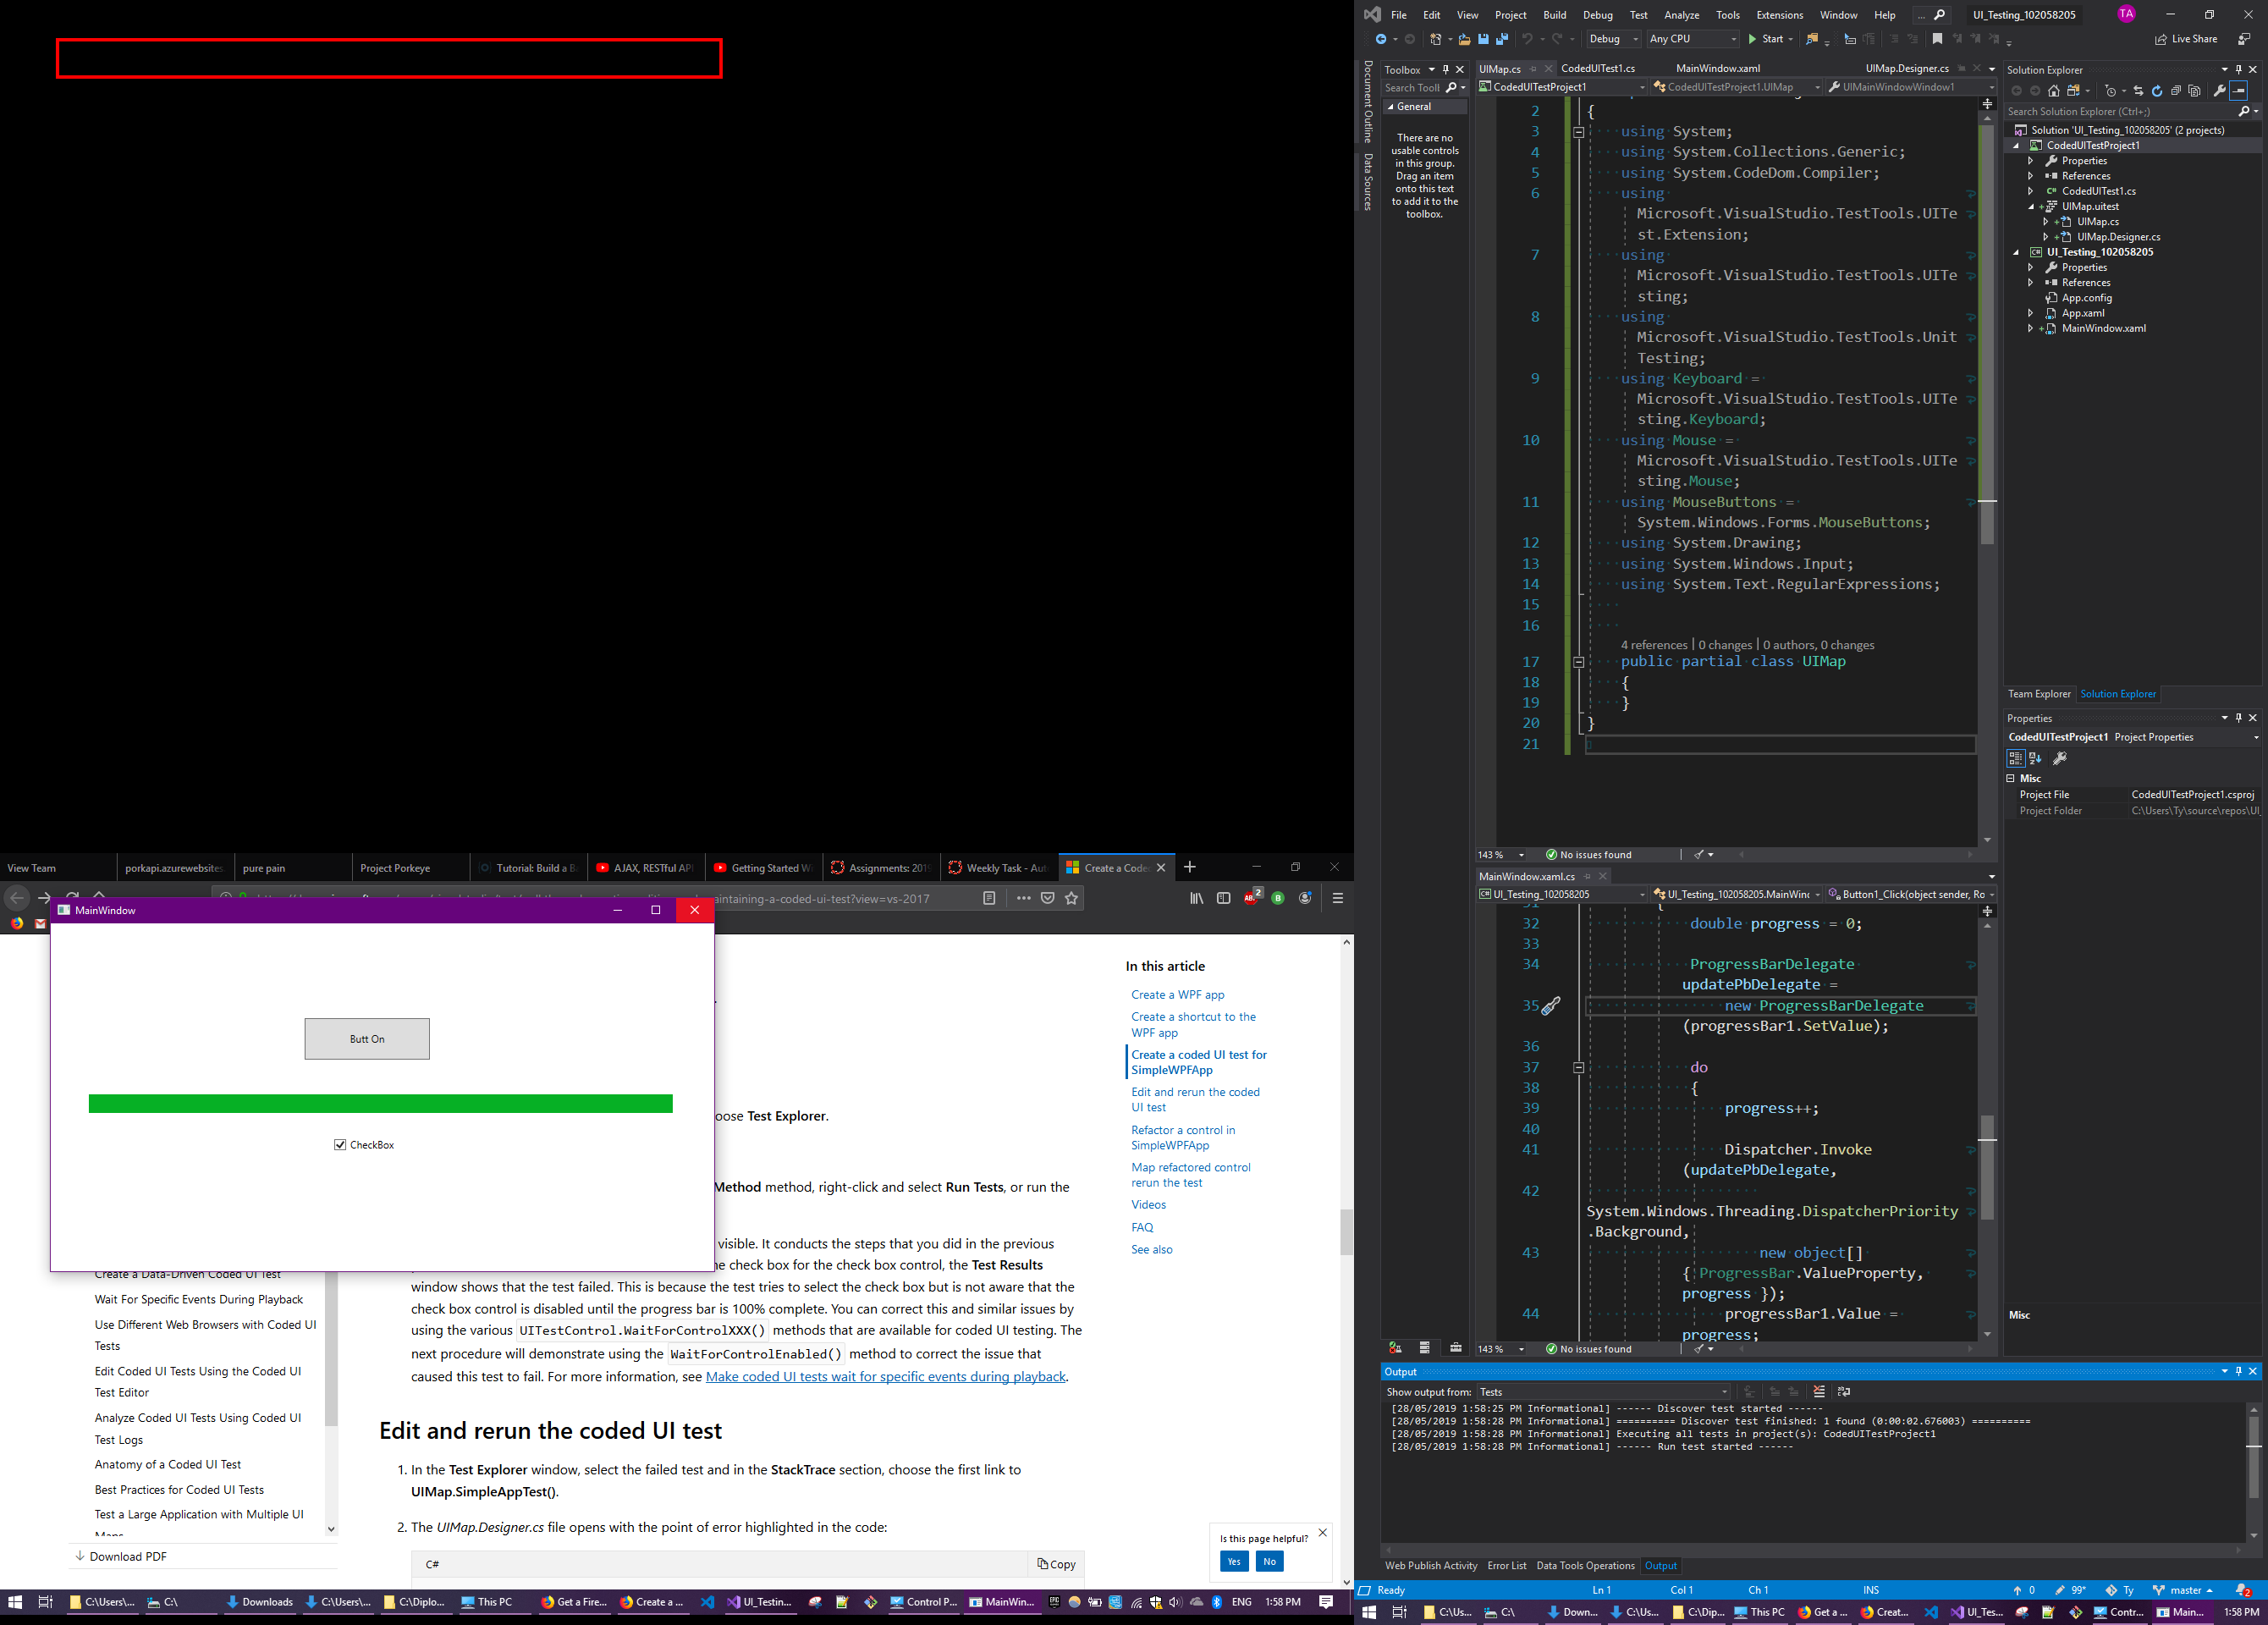 View Team
porkapi.azurewebsites
pure pain
Project Porkeye
Tutorial: Build a B
AJAX, RESTful API
Getting Started W
Assignments: 2019
Weekly Task - Aut
Create a Coded
aintaining-a-coded-ui-test?view=vs-2017
MainWindow
Butt On
CheckBox
oose Test Explorer.
Method method, right-click and select Run Tests, or run the
visible. It conducts the steps that you did in the previous
he check box for the check box control, the Test Results
window shows that the test failed. This is because the test tries to select the check box but is not aware that the
check box control is disabled until the progress bar is 100% complete. You can correct this and similar issues by
using the various UITestControl.WaitForControlXXX() methods that are available for coded UI testing. The
next procedure will demonstrate using the WaitForControlEnabled() method to correct the issue that
caused this test to fail. For more information, see Make coded UI tests wait for specific events during playback.
Edit and rerun the coded UI test
1. In the Test Explorer window, select the failed test and in the StackTrace section, choose the first link to
UIMap.SimpleAppTest().
2. The UIMap.Designer.cs file opens with the point of error highlighted in the code:
C#
Copy
Create a Data-Driven Coded UI Test
Wait For Specific Events During Playback
Use Different Web Browsers with Coded UI
Tests
Edit Coded UI Tests Using the Coded UI
Test Editor
Analyze Coded UI Tests Using Coded UI
Test Logs
Anatomy of a Coded UI Test
Best Practices for Coded UI Tests
Test a Large Application with Multiple UI
Maps
Download PDF
In this article
Create a WPF app
Create a shortcut to the
WPF app
Create a coded UI test for
SimpleWPFApp
Edit and rerun the coded
UI test
Refactor a control in
SimpleWPFApp
Map refactored control
rerun the test
Videos
FAQ
See also
Is this page helpful?
Yes No
C:\Users\... C:\ Downloads C:\Users\... C:\Diplo... This PC Get a Fire... Create a ... UI_Testin... Control P... MainWin... ENG 1:58 PM
File Edit View Project Build Debug Test Analyze Tools Extensions Window Help ... UI_Testing_102058205 TA
Debug Any CPU Start Live Share
Document Outline
Data Sources
Toolbox
Search Tooll
General
There are no
usable controls
in this group.
Drag an item
onto this text
to add it to the
toolbox.
UIMap.cs CodedUITest1.cs MainWindow.xaml UIMap.Designer.cs
CodedUITestProject1 CodedUITestProject1.UIMap UIMainWindowWindow1
2 {
3 using System;
4 using System.Collections.Generic;
5 using System.CodeDom.Compiler;
6 using
Microsoft.VisualStudio.TestTools.UITe
st.Extension;
7 using
Microsoft.VisualStudio.TestTools.UITe
sting;
8 using
Microsoft.VisualStudio.TestTools.Unit
Testing;
9 using Keyboard =
Microsoft.VisualStudio.TestTools.UITe
sting.Keyboard;
10 using Mouse =
Microsoft.VisualStudio.TestTools.UITe
sting.Mouse;
11 using MouseButtons =
System.Windows.Forms.MouseButtons;
12 using System.Drawing;
13 using System.Windows.Input;
14 using System.Text.RegularExpressions;
15
16
4 references | 0 changes | 0 authors, 0 changes
17 public partial class UIMap
18 {
19 }
20 }
21
143 % No issues found
MainWindow.xaml.cs
UI_Testing_102058205 UI_Testing_102058205.MainWinc Button1_Click(object sender, Ro
31 {
32 double progress = 0;
33
34 ProgressBarDelegate
updatePbDelegate =
35 new ProgressBarDelegate
(progressBar1.SetValue);
36
37 do
38 {
39 progress++;
40
41 Dispatcher.Invoke
(updatePbDelegate,
42
System.Windows.Threading.DispatcherPriority
.Background,
43 new object[]
{ ProgressBar.ValueProperty,
progress });
44 progressBar1.Value =
progress;
143 % No issues found
Solution Explorer
Search Solution Explorer (Ctrl+;)
Solution 'UI_Testing_102058205' (2 projects)
CodedUITestProject1
Properties
References
CodedUITest1.cs
UIMap.uitest
UIMap.cs
UIMap.Designer.cs
UI_Testing_102058205
Properties
References
App.config
App.xaml
MainWindow.xaml
Team Explorer Solution Explorer
Properties
CodedUITestProject1 Project Properties
Misc
Project File CodedUITestProject1.csproj
Project Folder C:\Users\Ty\source\repos\UI_
Misc
Output
Show output from: Tests
[28/05/2019 1:58:25 PM Informational] ------ Discover test started ------
[28/05/2019 1:58:28 PM Informational] ========== Discover test finished: 1 found (0:00:02.676003) ==========
[28/05/2019 1:58:28 PM Informational] Executing all tests in project(s): CodedUITestProject1
[28/05/2019 1:58:28 PM Informational] ------ Run test started ------
Web Publish Activity Error List Data Tools Operations Output
Ready Ln 1 Col 1 Ch 1 INS 0 99* Ty master 2
C:\Us... C:\ Down... C:\Us... C:\Dip... This PC Get a ... Creat... UI_Tes... Contr... Main... 1:58 PM